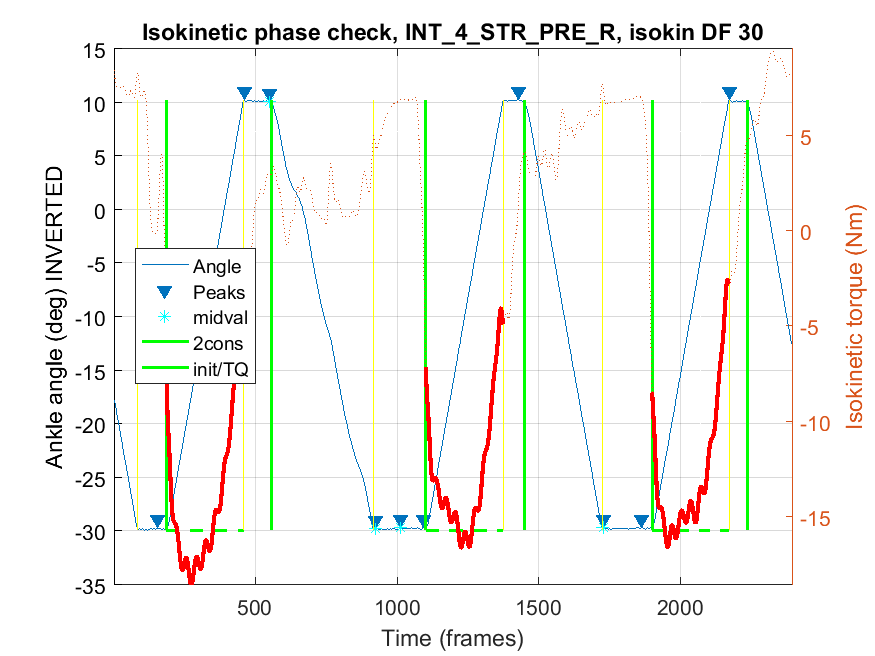 Isokinetic phase check, INT_4_STR_PRE_R, isokin DF 30
15
10
5
0
-5
-10
-15
-20
-25
-30
-35
Ankle angle (deg) INVERTED
Angle
Peaks
midval
2cons
init/TQ
5
0
-5
-10
-15
Isokinetic torque (Nm)
500
1000
1500
2000
Time (frames)